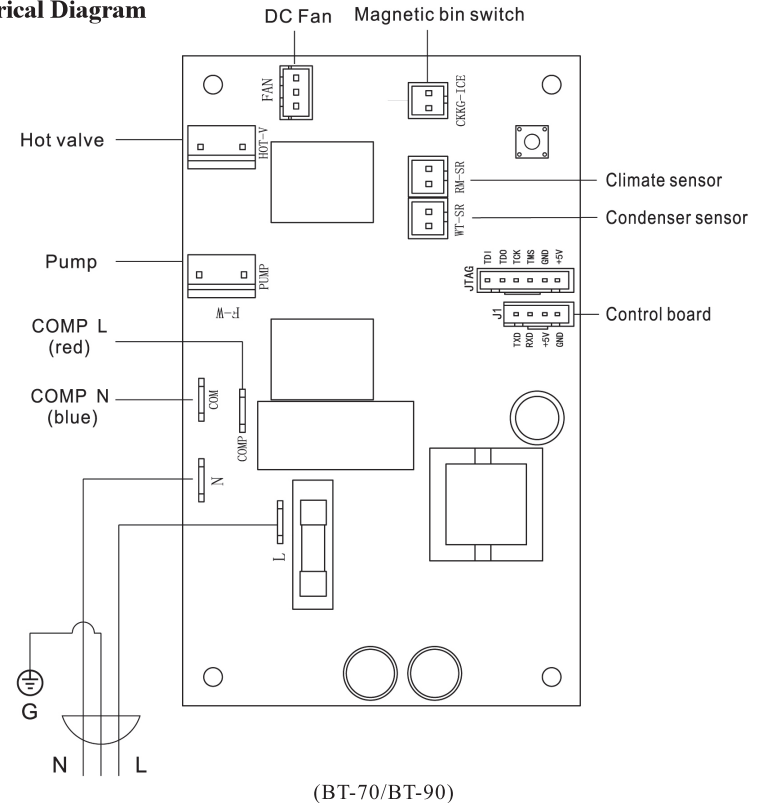 rical Diagram
DC Fan
Magnetic bin switch
FAN
CKKG-ICE
Hot valve
HOT-V
RM-SR
Climate sensor
WT-SR
Condenser sensor
TDI
TDO
TCK
TMS
GND
+5V
JTAG
Pump
PUMP
F-W
J1
Control board
TXD
RXD
+5V
GND
COMP L
(red)
COMP N
(blue)
COM
COMP
N
L
G
N
L
(BT-70/BT-90)